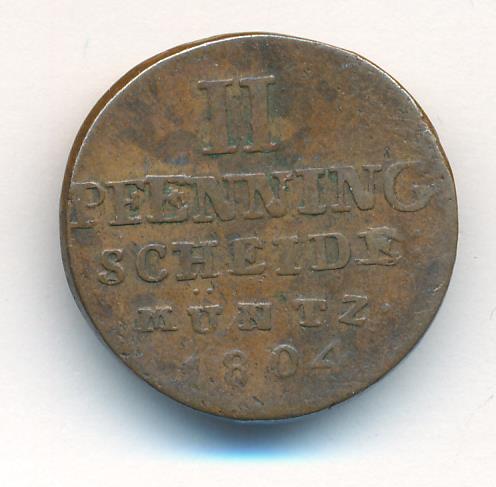 II
PFENNING
SCHEIDE
MÜNTZ
1804